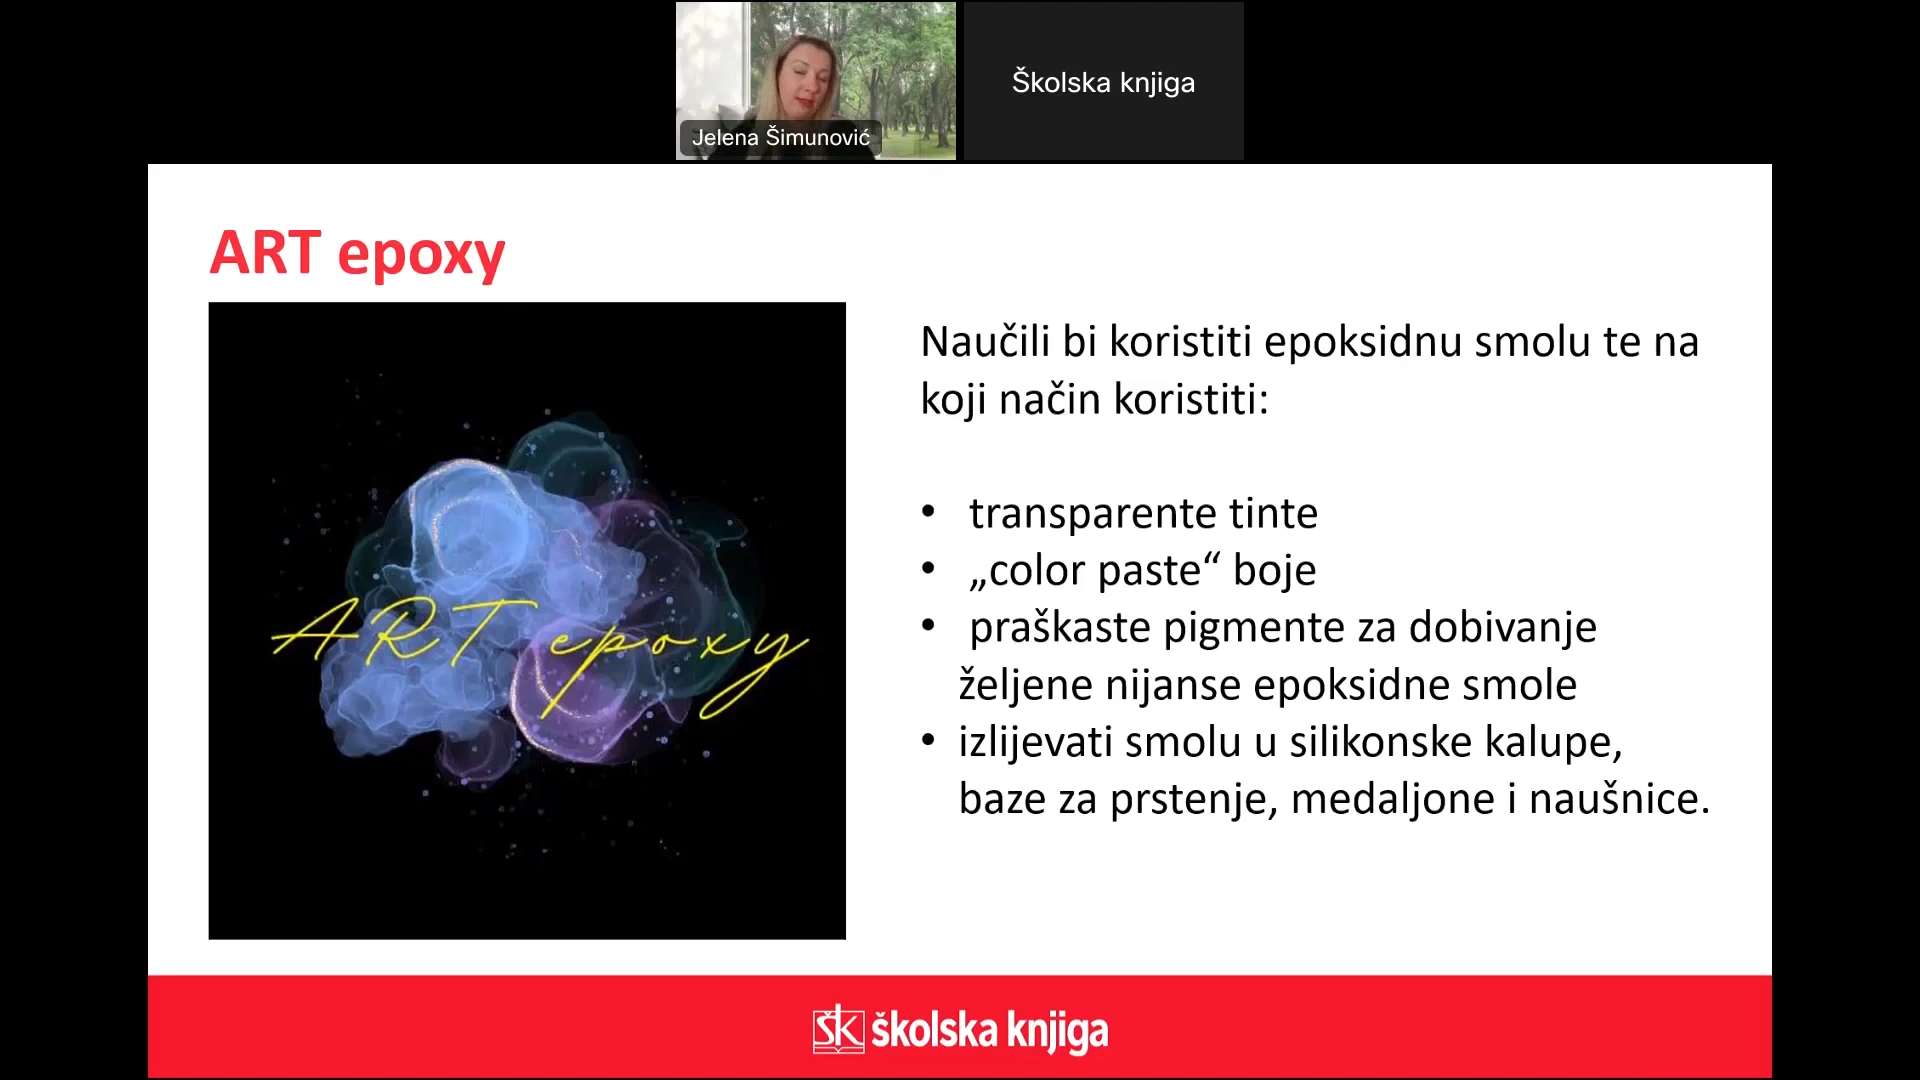 Jelena Šimunović
Školska knjiga
ART epoxy
ART epoxy
Naučili bi koristiti epoksidnu smolu te na
koji način koristiti:
• transparente tinte
• „color paste“ boje
• praškaste pigmente za dobivanje
željene nijanse epoksidne smole
• izlijevati smolu u silikonske kalupe,
baze za prstenje, medaljone i naušnice.
ŠK školska knjiga